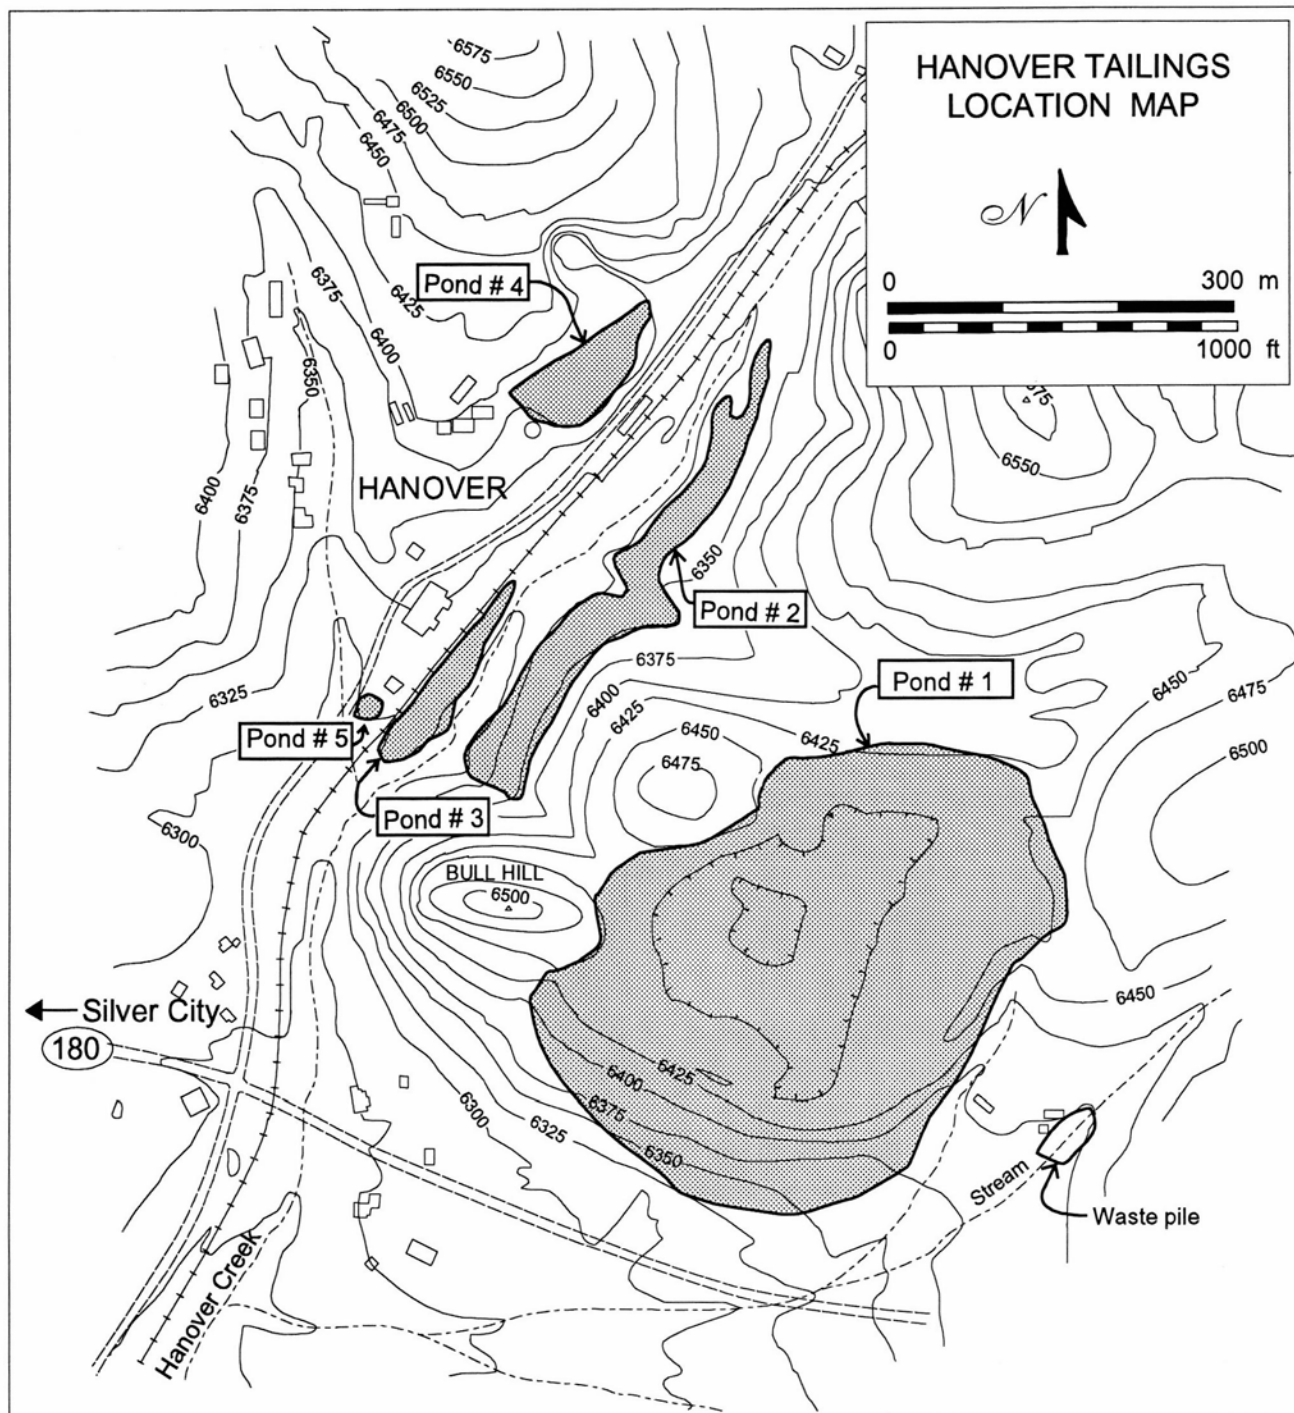 HANOVER TAILINGS
LOCATION MAP
N
0 300 m
0 1000 ft
6575
6550
6525
6500
6475
6450
6425
6375
6400
6350
Pond # 4
6550
HANOVER
6400
6375
6350
Pond # 2
6325
6375
6400
6425
Pond # 1
6425
6450
6475
6450
6475
6500
Pond # 5
Pond # 3
6300
BULL HILL
6500
6450
Silver City
180
6425
6400
6375
6350
6300
6325
Stream
Waste pile
Hanover Creek